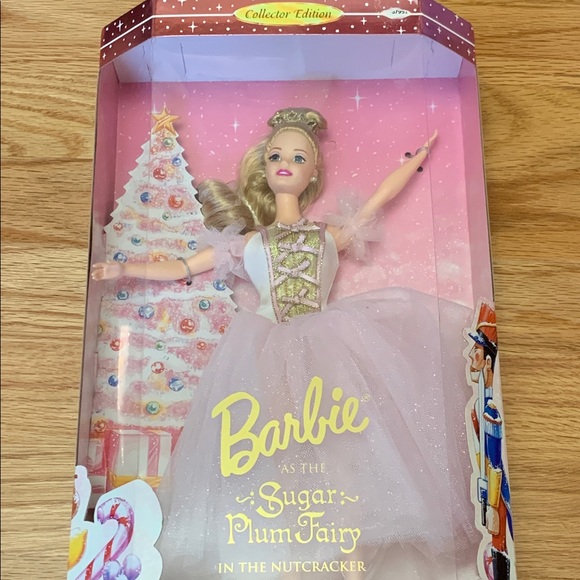 Collector Edition
Barbie®
AS THE
Sugar
Plum Fairy
IN THE NUTCRACKER